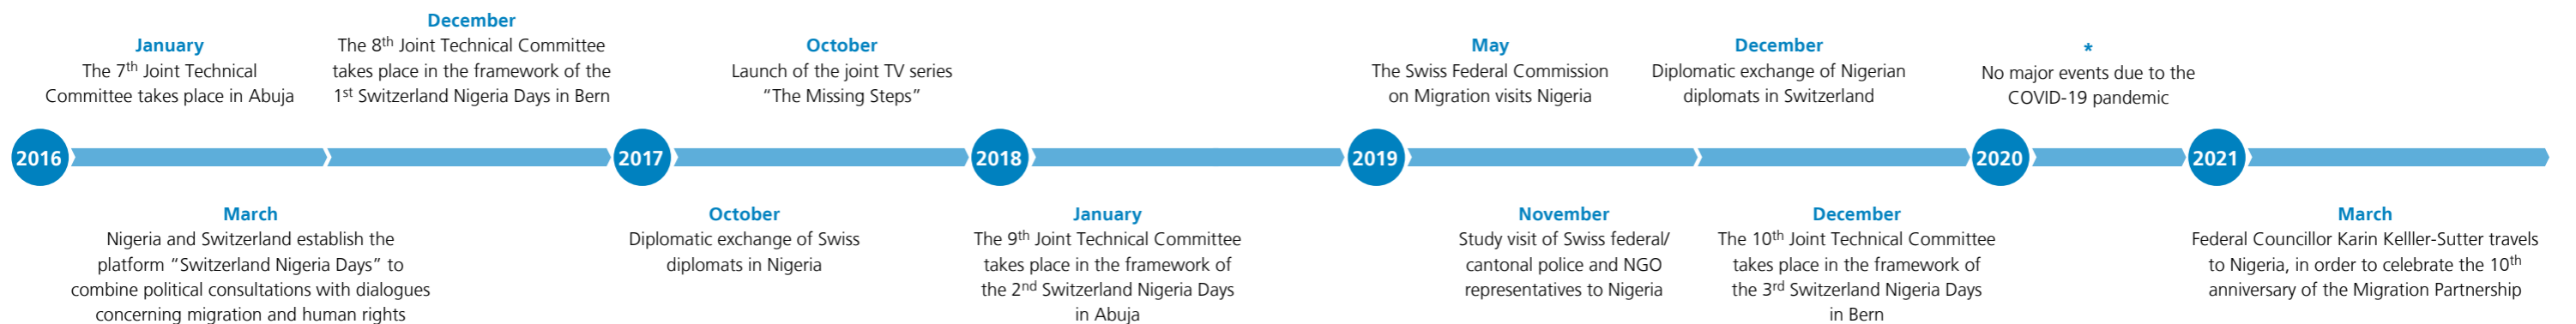 January
The 7th Joint Technical
Committee takes place in Abuja
December
The 8th Joint Technical Committee
takes place in the framework of the
1st Switzerland Nigeria Days in Bern
October
Launch of the joint TV series
“The Missing Steps”
May
The Swiss Federal Commission
on Migration visits Nigeria
December
Diplomatic exchange of Nigerian
diplomats in Switzerland
*
No major events due to the
COVID-19 pandemic
2016
2017
2018
2019
2020
2021
March
Nigeria and Switzerland establish the
platform “Switzerland Nigeria Days” to
combine political consultations with dialogues
concerning migration and human rights
October
Diplomatic exchange of Swiss
diplomats in Nigeria
January
The 9th Joint Technical Committee
takes place in the framework of
the 2nd Switzerland Nigeria Days
in Abuja
November
Study visit of Swiss federal/
cantonal police and NGO
representatives to Nigeria
December
The 10th Joint Technical Committee
takes place in the framework of
the 3rd Switzerland Nigeria Days
in Bern
March
Federal Councillor Karin Kelller-Sutter travels
to Nigeria, in order to celebrate the 10th
anniversary of the Migration Partnership